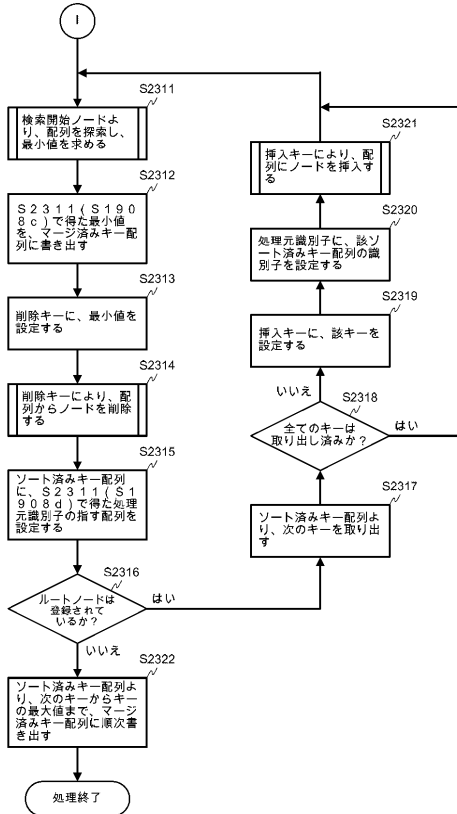 I
S2311
検索開始ノードよ
り、配列を探索し、
最小値を求める
S2312
S2311(S190
8c)で得た最小値
を、マージ済みキー配
列に書き出す
S2313
削除キーに、最小値を
設定する
S2314
削除キーにより、配
列からノードを削除
する
S2315
ソート済みキー配列
に、S2311(S1
908d)で得た処理
元識別子の指す配列を
設定する
S2316
ルートノードは
登録されて
いるか?
はい
いいえ
S2322
ソート済みキー配列よ
り、次のキーからキー
の最大値まで、マージ
済みキー配列に順次書
き出す
処理終了
S2321
挿入キーにより、配
列にノードを挿入す
る
S2320
処理元識別子に、該ソ
ート済みキー配列の識
別子を設定する
S2319
挿入キーに、該キーを
設定する
いいえ
S2318
全てのキーは
取り出し済みか?
はい
S2317
ソート済みキー配列よ
り、次のキーを取り出
す